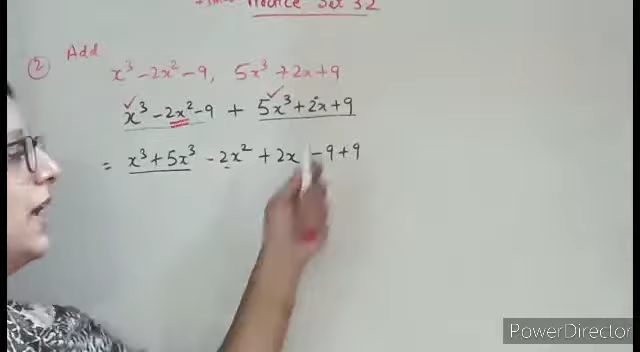 Practice Set 3.2
② Add
x³ - 2x² - 9, 5x³ + 2x + 9
x³ - 2x² - 9 + 5x³ + 2x + 9
= x³ + 5x³ - 2x² + 2x - 9 + 9
PowerDirector